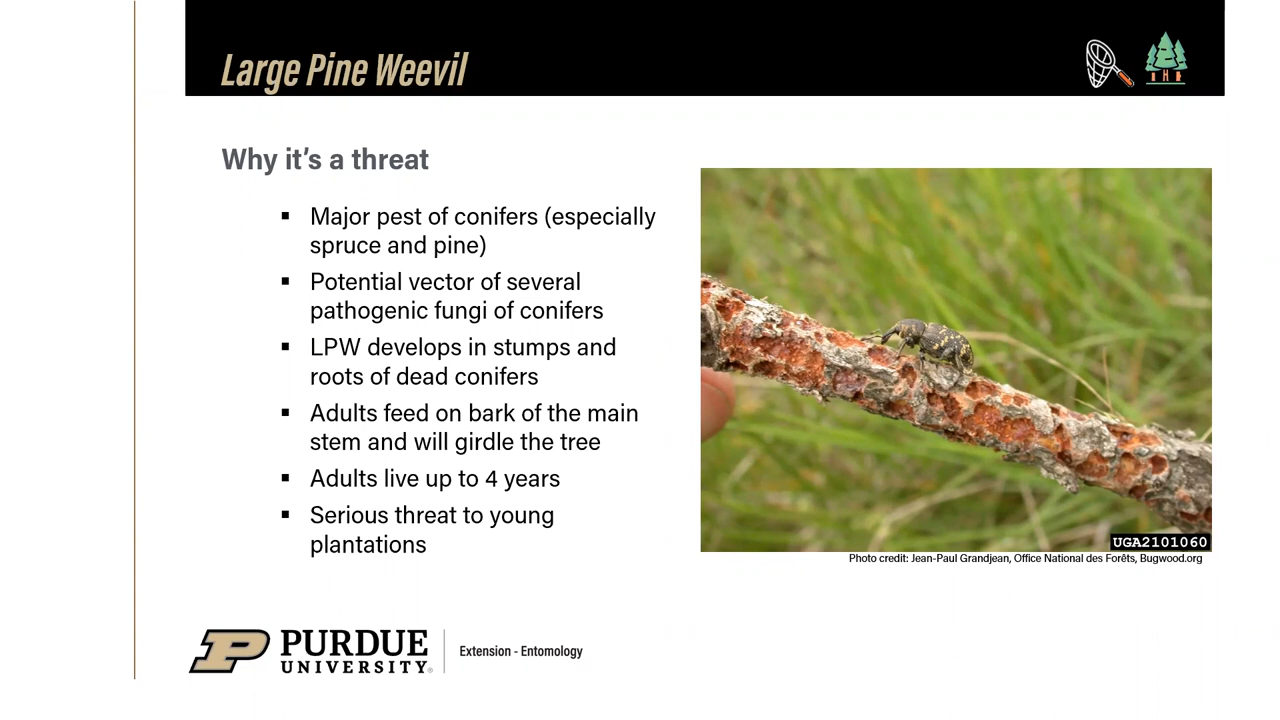 Large Pine Weevil
Why it's a threat
▪ Major pest of conifers (especially
spruce and pine)
▪ Potential vector of several
pathogenic fungi of conifers
▪ LPW develops in stumps and
roots of dead conifers
▪ Adults feed on bark of the main
stem and will girdle the tree
▪ Adults live up to 4 years
▪ Serious threat to young
plantations
UGA2101060
Photo credit: Jean-Paul Grandjean, Office National des Forêts, Bugwood.org
P PURDUE
UNIVERSITY®
Extension - Entomology